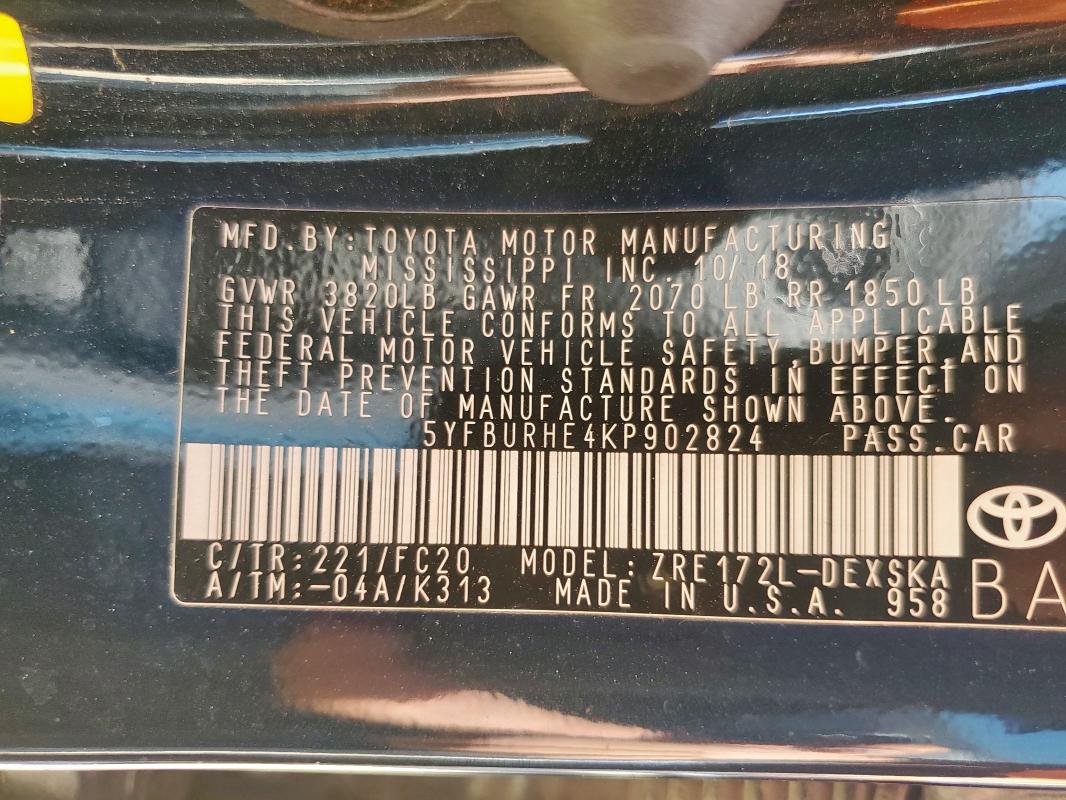 MFD.BY:TOYOTA MOTOR MANUFACTURING
MISSISSIPPI INC. 10/18
GVWR 3820LB GAWR FR 2070 LB RR 1850 LB
THIS VEHICLE CONFORMS TO ALL APPLICABLE
FEDERAL MOTOR VEHICLE SAFETY,BUMPER,AND
THEFT PREVENTION STANDARDS IN EFFECT ON
THE DATE OF MANUFACTURE SHOWN ABOVE.
5YFBURHE4KP902824 PASS.CAR
C/TR:221/FC20 MODEL:ZRE172L-DEXSKA
A/TM:-04A/K313 MADE IN U.S.A. 958 BA